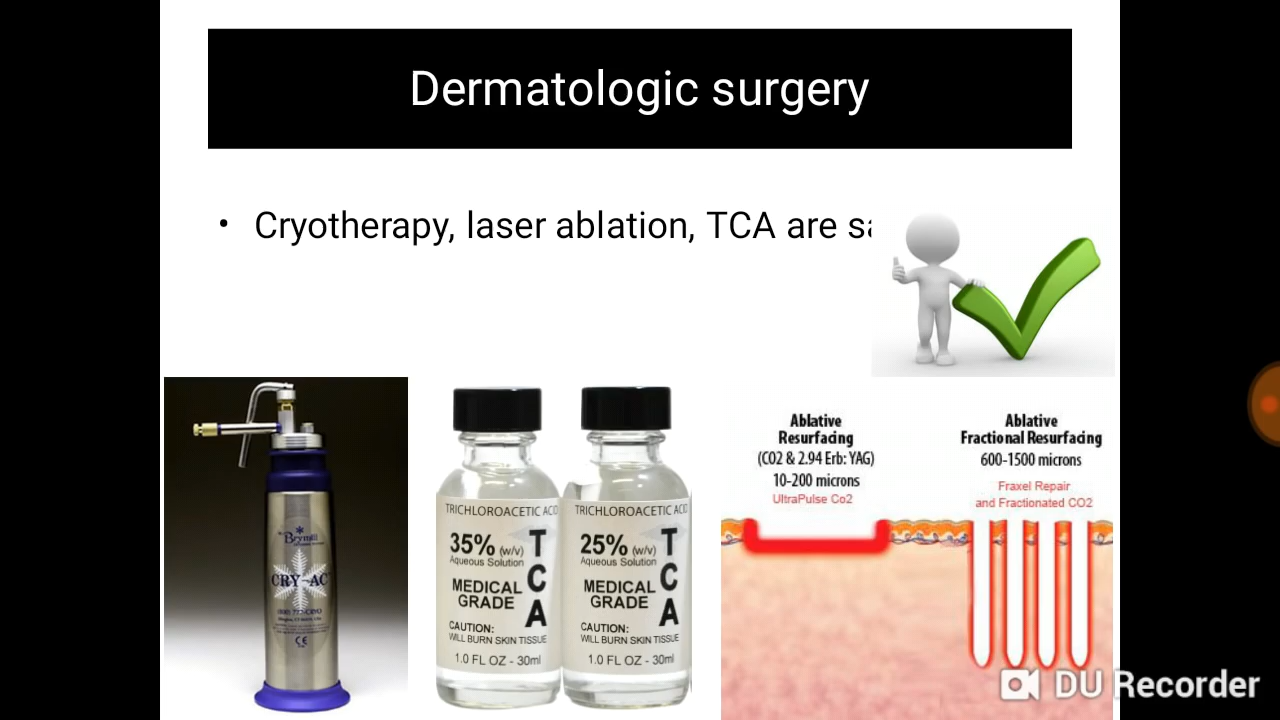 Dermatologic surgery
• Cryotherapy, laser ablation, TCA are sa
Brymill
CRY-AC
TRICHLOROACETIC ACID
35% (w/v)
Aqueous Solution
MEDICAL
GRADE
TCA
CAUTION:
WILL BURN SKIN TISSUE
1.0 FL OZ - 30ml
TRICHLOROACETIC ACID
25% (w/v)
Aqueous Solution
MEDICAL
GRADE
TCA
CAUTION:
WILL BURN SKIN TISSUE
1.0 FL OZ - 30ml
Ablative
Resurfacing
(CO2 & 2.94 Erb: YAG)
10-200 microns
UltraPulse Co2
Ablative
Fractional Resurfacing
600-1500 microns
Fraxel Repair
and Fractionated CO2
DU Recorder